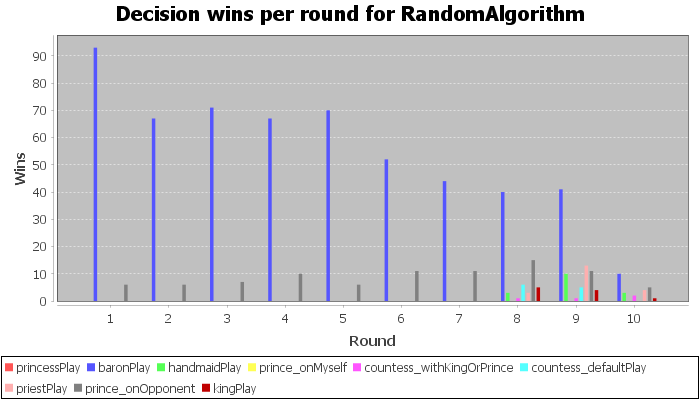 Decision wins per round for RandomAlgorithm
90
80
70
60
50
40
30
20
10
0
Wins
1 2 3 4 5 6 7 8 9 10
Round
princessPlay baronPlay handmaidPlay prince_onMyself countess_withKingOrPrince countess_defaultPlay
priestPlay prince_onOpponent kingPlay